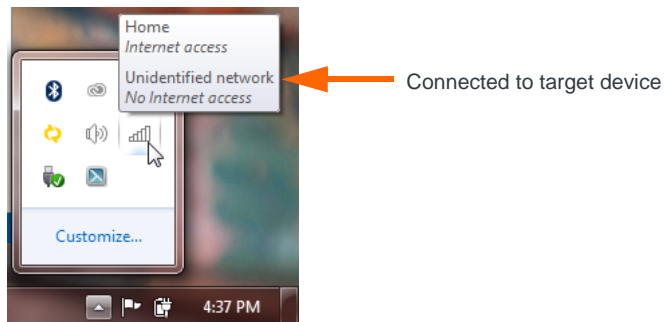 Home
Internet access
Unidentified network
No Internet access
Connected to target device
Customize...
4:37 PM